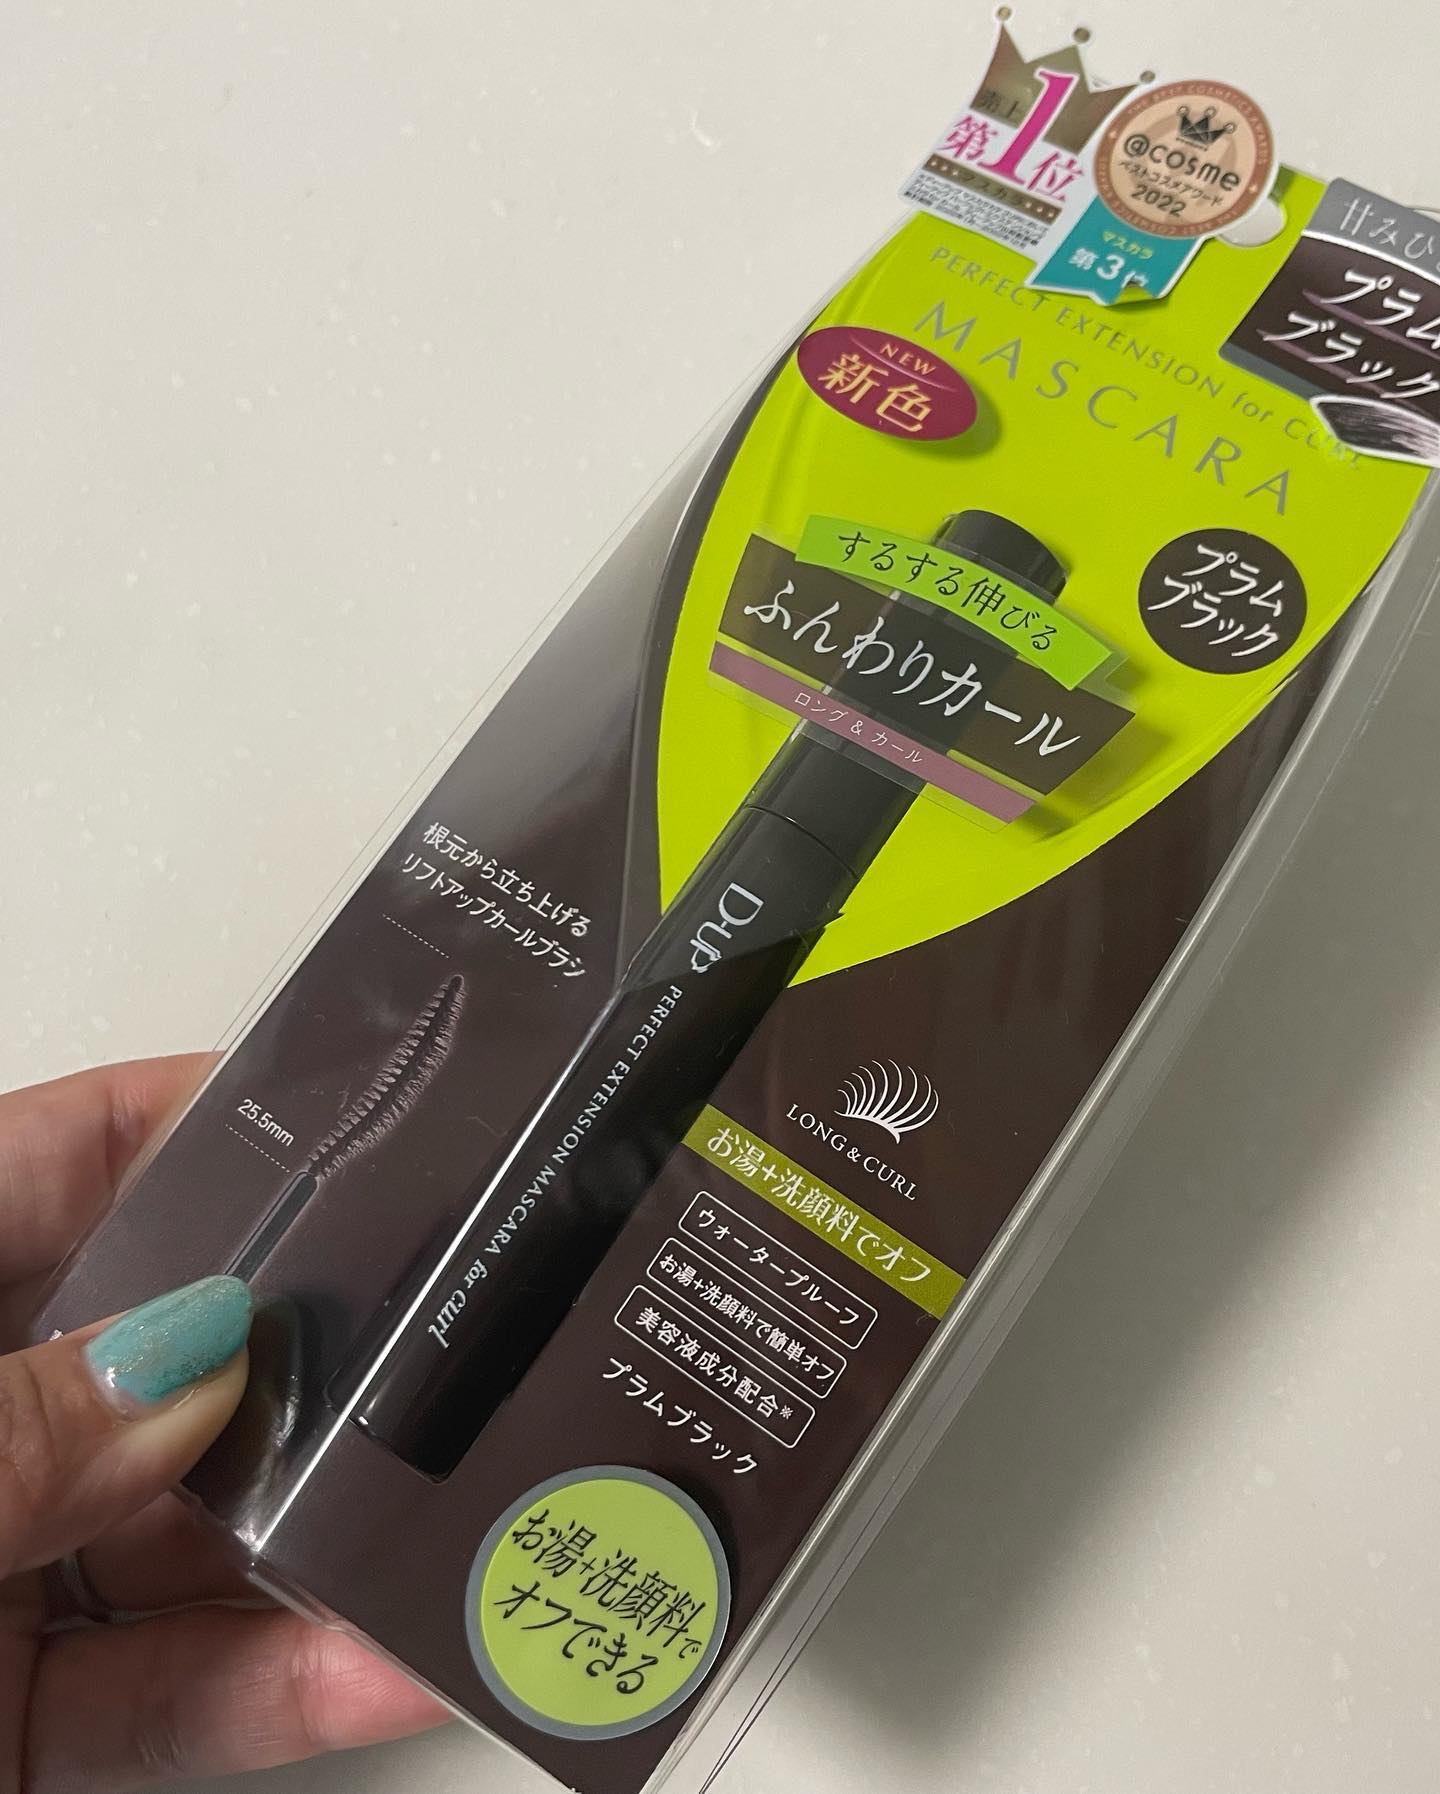 売上
第1位
マスカラ
@cosme
ベストコスメアワード
2022
マスカラ
第3位
PERFECT EXTENSION for CURL
MASCARA
NEW
新色
プラム
ブラック
するする伸びる
ふんわりカール
ロング&カール
プラム
ブラック
根元から立ち上げる
リフトアップカールブラシ
25.5mm
D-UP
PERFECT EXTENSION MASCARA for curl
LONG&CURL
お湯+洗顔料でオフ
ウォータープルーフ
お湯+洗顔料で簡単オフ
美容液成分配合※
プラムブラック
お湯+洗顔料で
オフできる